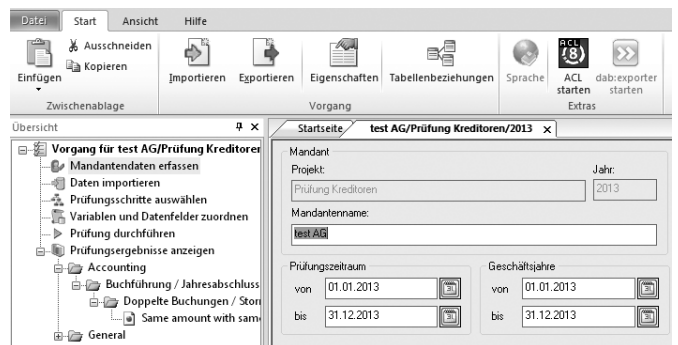 Datei Start Ansicht Hilfe
Ausschneiden
Kopieren
Einfügen
Importieren Exportieren Eigenschaften Tabellenbeziehungen Sprache ACL starten dab:exporter starten
Zwischenablage Vorgang Extras
Übersicht
Startseite test AG/Prüfung Kreditoren/2013 x
Vorgang für test AG/Prüfung Kreditoren
Mandantendaten erfassen
Daten importieren
Prüfungsschritte auswählen
Variablen und Datenfelder zuordnen
Prüfung durchführen
Prüfungsergebnisse anzeigen
Accounting
Buchführung / Jahresabschluss
Doppelte Buchungen / Storn
Same amount with same
General
Mandant
Projekt: Jahr:
Prüfung Kreditoren 2013
Mandantenname:
test AG
Prüfungszeitraum Geschäftsjahre
von 01.01.2013 von 01.01.2013
bis 31.12.2013 bis 31.12.2013